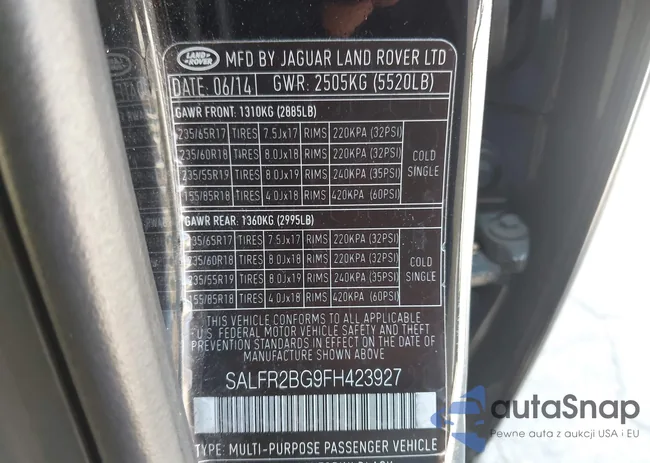 LAND ROVER MFD BY JAGUAR LAND ROVER LTD
DATE: 06/14 GWR: 2505KG (5520LB)
GAWR FRONT: 1310KG (2885LB)
235/65R17 TIRES 7.5Jx17 RIMS 220KPA (32PSI)
235/60R18 TIRES 8.0Jx18 RIMS 220KPA (32PSI)
235/55R19 TIRES 8.0Jx19 RIMS 240KPA (35PSI)
155/85R18 TIRES 4.0Jx18 RIMS 420KPA (60PSI)
COLD SINGLE
GAWR REAR: 1360KG (2995LB)
235/65R17 TIRES 7.5Jx17 RIMS 220KPA (32PSI)
235/60R18 TIRES 8.0Jx18 RIMS 220KPA (32PSI)
235/55R19 TIRES 8.0Jx19 RIMS 240KPA (35PSI)
155/85R18 TIRES 4.0Jx18 RIMS 420KPA (60PSI)
COLD SINGLE
THIS VEHICLE CONFORMS TO ALL APPLICABLE
U.S. FEDERAL MOTOR VEHICLE SAFETY AND THEFT
PREVENTION STANDARDS IN EFFECT ON THE DATE OF
MANUFACTURE SHOWN ABOVE
SALFR2BG9FH423927
TYPE: MULTI-PURPOSE PASSENGER VEHICLE
autaSnap
Pewne auta z aukcji USA i EU